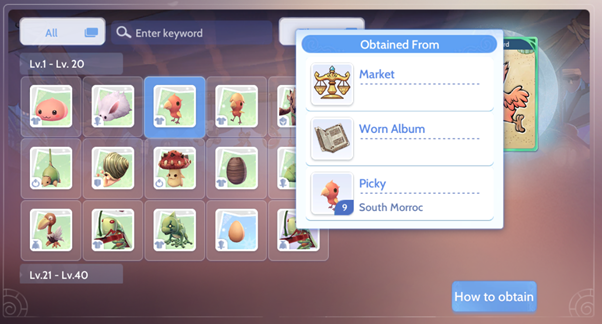 All
Enter keyword
Lv.1 - Lv. 20
Obtained From
Market
Worn Album
Picky
9
South Morroc
Lv.21 - Lv.40
How to obtain